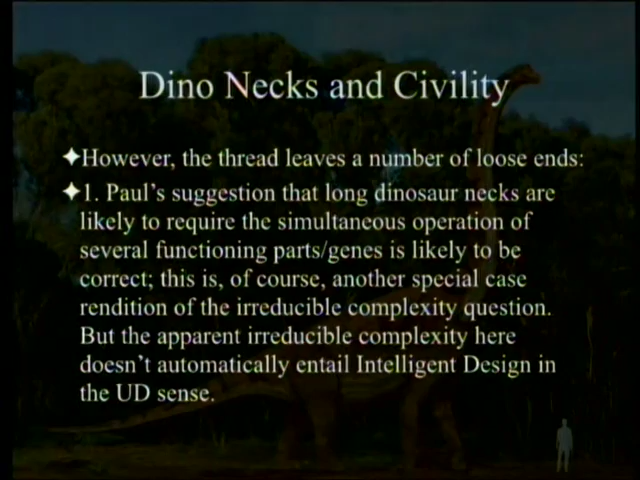 Dino Necks and Civility
✦However, the thread leaves a number of loose ends:
✦1. Paul's suggestion that long dinosaur necks are
likely to require the simultaneous operation of
several functioning parts/genes is likely to be
correct; this is, of course, another special case
rendition of the irreducible complexity question.
But the apparent irreducible complexity here
doesn't automatically entail Intelligent Design in
the UD sense.